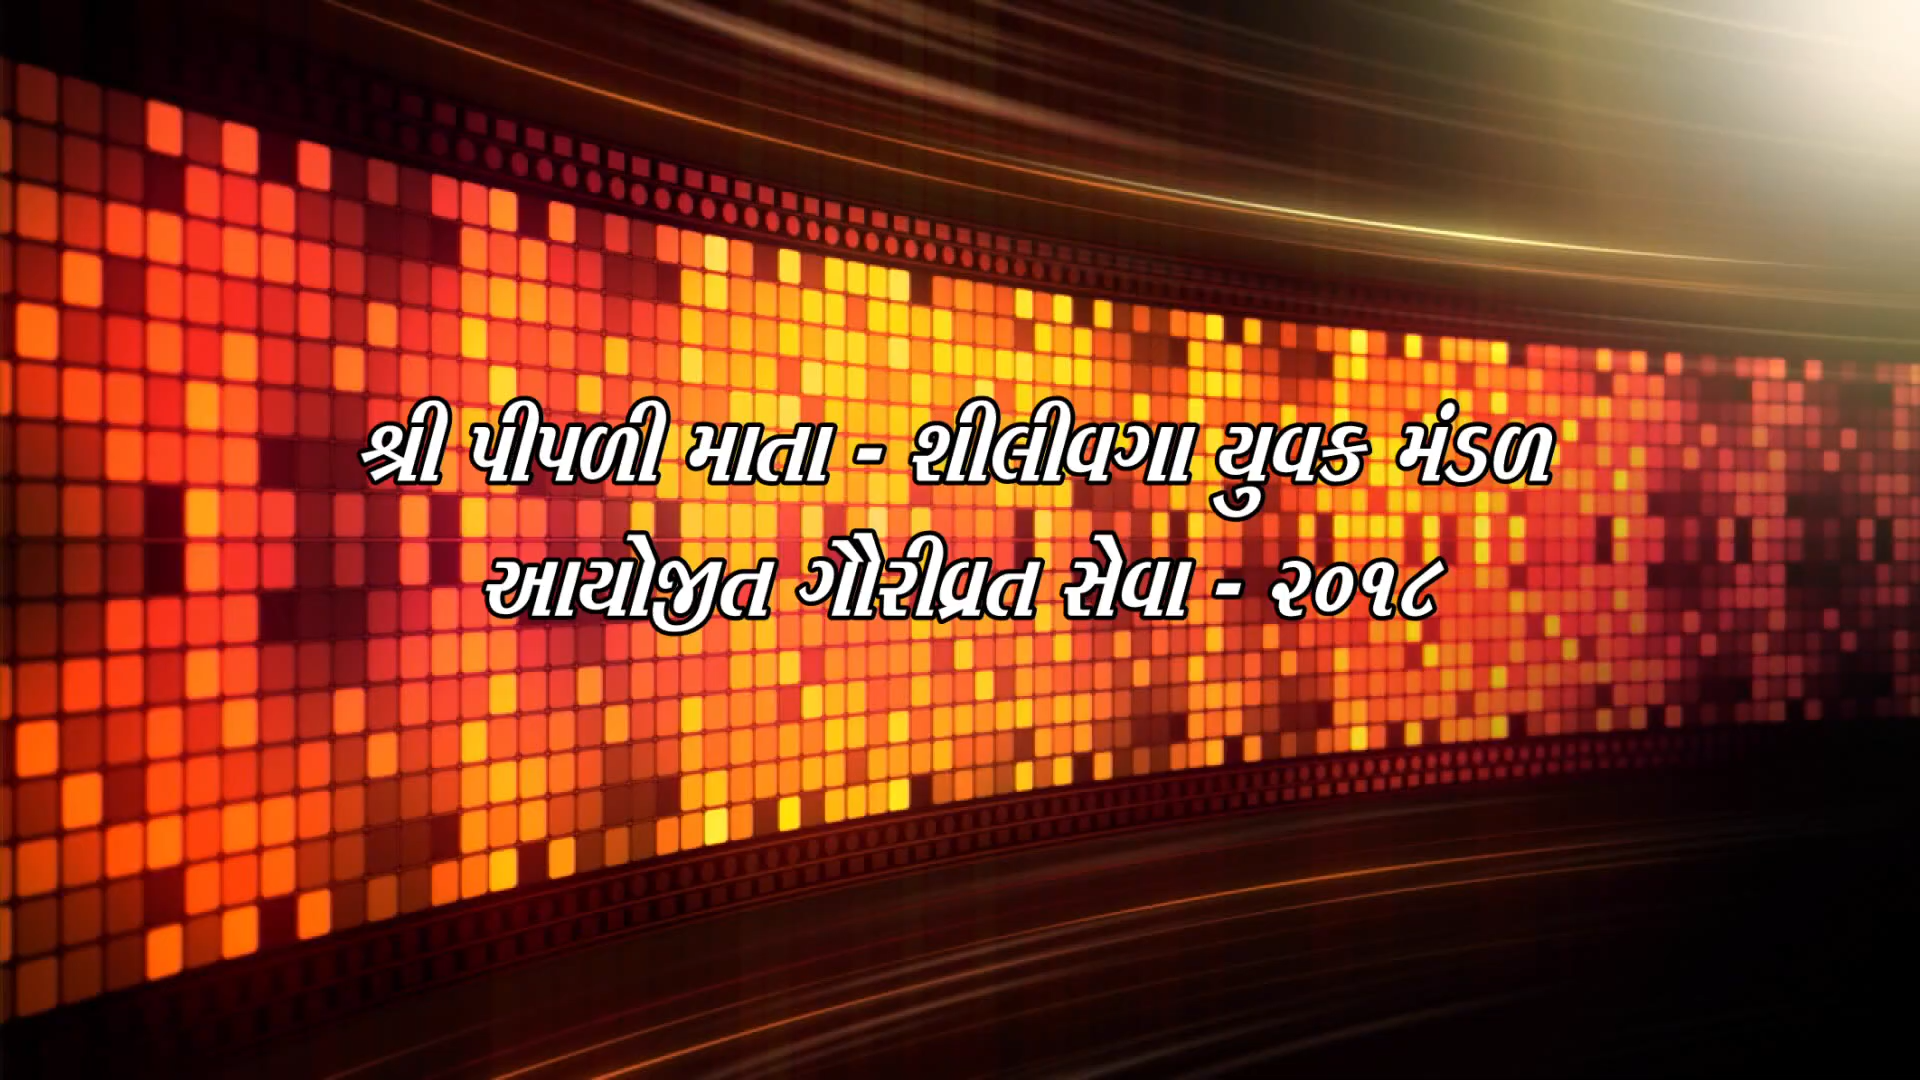 શ્રી પીપળી માતા - શીલીવગા યુવક મંડળ
આયોજીત ગૌરીવ્રત સેવા - ૨૦૧૮